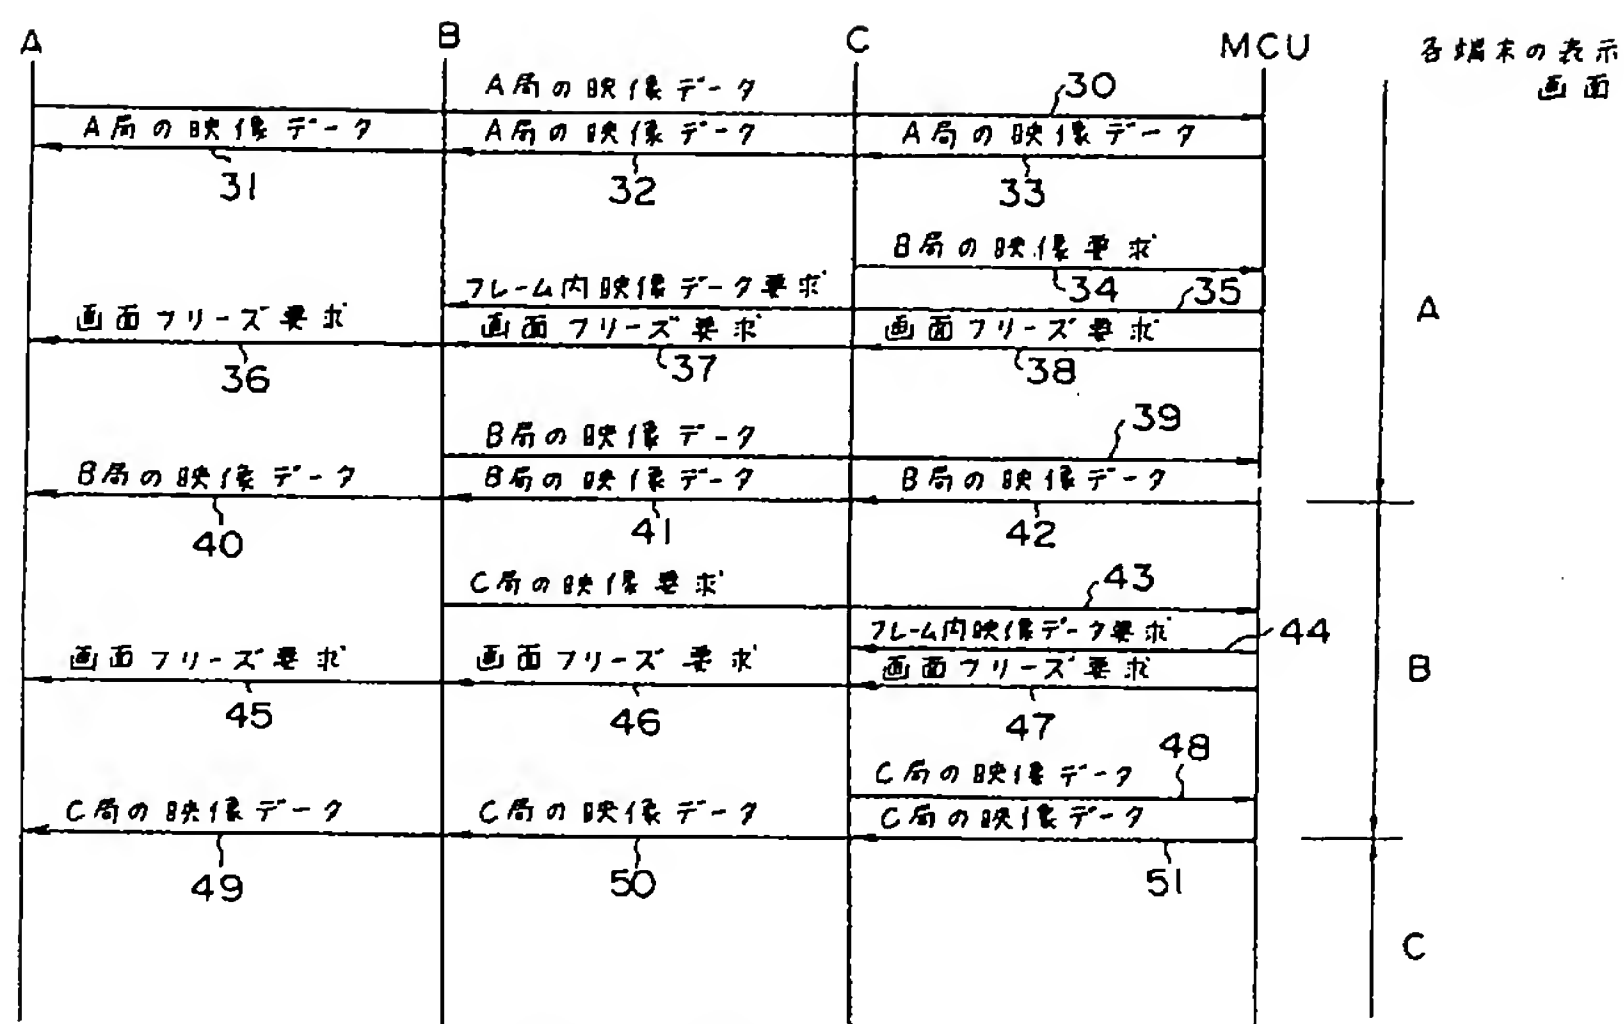 A
B
C
MCU
各端末の表示
画面
A局の映像データ
30
A局の映像データ
A局の映像データ
A局の映像データ
31
32
33
B局の映像要求
34
フレーム内映像データ要求
35
A
画面フリーズ要求
画面フリーズ要求
画面フリーズ要求
36
37
38
B局の映像データ
39
B局の映像データ
B局の映像データ
B局の映像データ
40
41
42
C局の映像要求
43
フレーム内映像データ要求
44
画面フリーズ要求
画面フリーズ要求
画面フリーズ要求
B
45
46
47
48
C局の映像データ
C局の映像データ
C局の映像データ
C局の映像データ
49
50
51
C